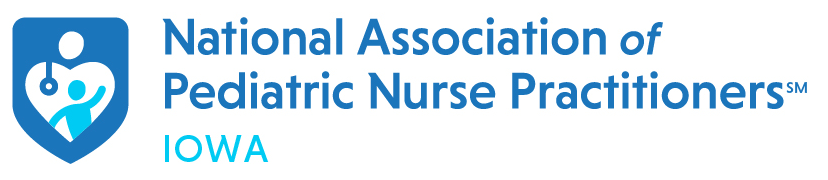 National Association of
Pediatric Nurse Practitioners℠
IOWA